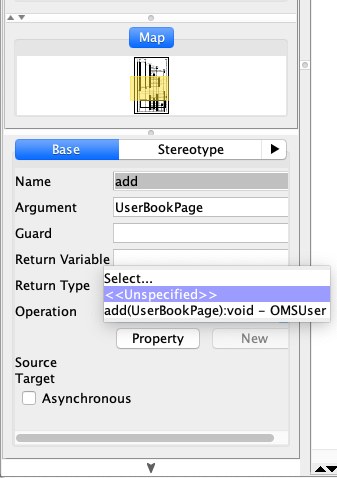 Map
Base Stereotype
Name add
Argument UserBookPage
Guard
Return Variable
Select...
Return Type
<<Unspecified>>
Operation add(UserBookPage):void - OMSUser
Property New
Source
Target
Asynchronous